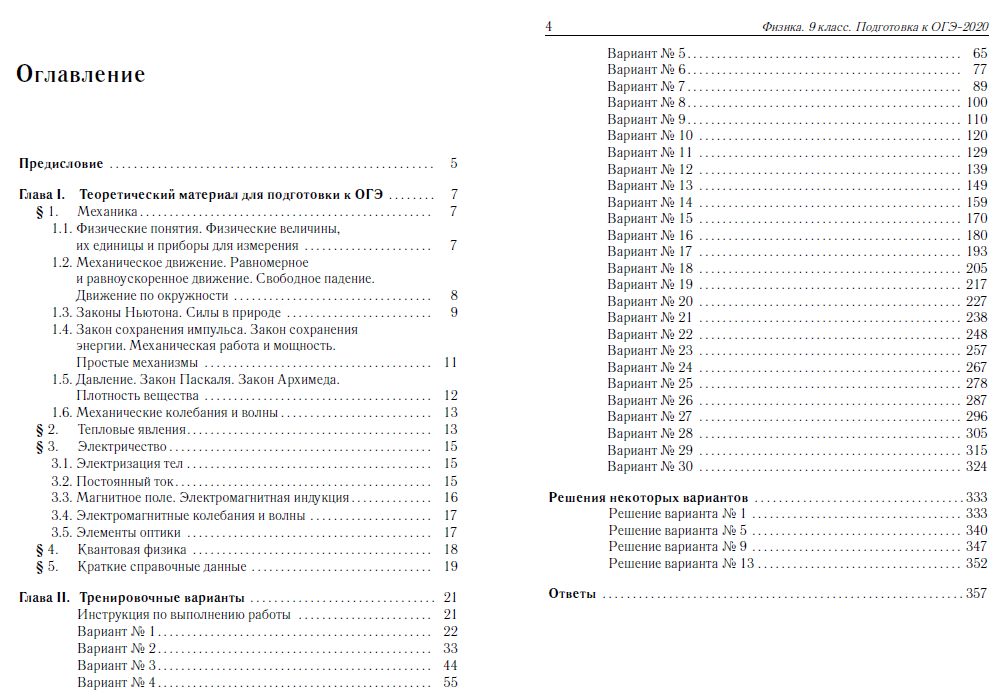 Оглавление
Предисловие ................ 5
Глава I. Теоретический материал для подготовки к ОГЭ ........ 7
§ 1. Механика ................ 7
1.1. Физические понятия. Физические величины,
их единицы и приборы для измерения ................ 7
1.2. Механическое движение. Равномерное
и равноускоренное движение. Свободное падение.
Движение по окружности ................ 8
1.3. Законы Ньютона. Силы в природе ................ 9
1.4. Закон сохранения импульса. Закон сохранения
энергии. Механическая работа и мощность.
Простые механизмы ................ 11
1.5. Давление. Закон Паскаля. Закон Архимеда.
Плотность вещества ................ 12
1.6. Механические колебания и волны ................ 13
§ 2. Тепловые явления ................ 13
§ 3. Электричество ................ 15
3.1. Электризация тел ................ 15
3.2. Постоянный ток ................ 15
3.3. Магнитное поле. Электромагнитная индукция ................ 16
3.4. Электромагнитные колебания и волны ................ 17
3.5. Элементы оптики ................ 17
§ 4. Квантовая физика ................ 18
§ 5. Краткие справочные данные ................ 19
Глава II. Тренировочные варианты ................ 21
Инструкция по выполнению работы ................ 21
Вариант № 1 ................ 22
Вариант № 2 ................ 33
Вариант № 3 ................ 44
Вариант № 4 ................ 55
4 Физика. 9 класс. Подготовка к ОГЭ-2020
Вариант № 5 ................ 65
Вариант № 6 ................ 77
Вариант № 7 ................ 89
Вариант № 8 ................ 100
Вариант № 9 ................ 110
Вариант № 10 ................ 120
Вариант № 11 ................ 129
Вариант № 12 ................ 139
Вариант № 13 ................ 149
Вариант № 14 ................ 159
Вариант № 15 ................ 170
Вариант № 16 ................ 180
Вариант № 17 ................ 193
Вариант № 18 ................ 205
Вариант № 19 ................ 217
Вариант № 20 ................ 227
Вариант № 21 ................ 238
Вариант № 22 ................ 248
Вариант № 23 ................ 257
Вариант № 24 ................ 267
Вариант № 25 ................ 278
Вариант № 26 ................ 287
Вариант № 27 ................ 296
Вариант № 28 ................ 305
Вариант № 29 ................ 315
Вариант № 30 ................ 324
Решения некоторых вариантов ................ 333
Решение варианта № 1 ................ 333
Решение варианта № 5 ................ 340
Решение варианта № 9 ................ 347
Решение варианта № 13 ................ 352
Ответы ................ 357